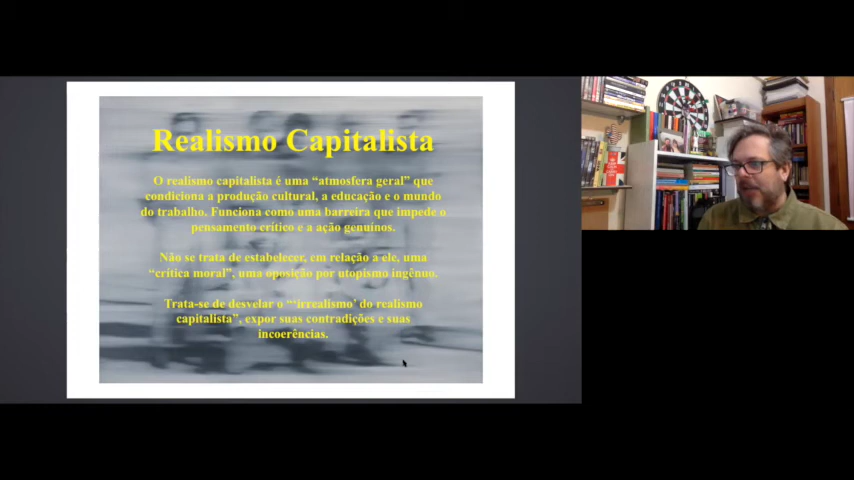 Realismo Capitalista
O realismo capitalista é uma “atmosfera geral” que
condiciona a produção cultural, a educação e o mundo
do trabalho. Funciona como uma barreira que impede o
pensamento crítico e a ação genuínos.
Não se trata de estabelecer, em relação a ele, uma
“crítica moral”, uma oposição por utopismo ingênuo.
Trata-se de desvelar o “‘irrealismo’ do realismo
capitalista”, expor suas contradições e suas
incoerências.